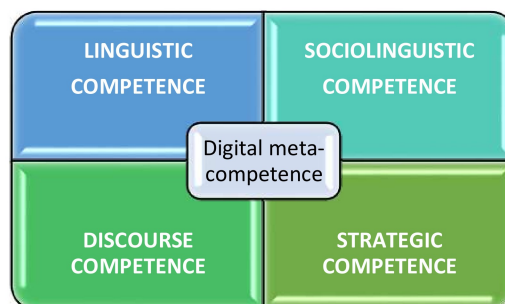 LINGUISTIC
COMPETENCE
SOCIOLINGUISTIC
COMPETENCE
Digital meta-
competence
DISCOURSE
COMPETENCE
STRATEGIC
COMPETENCE